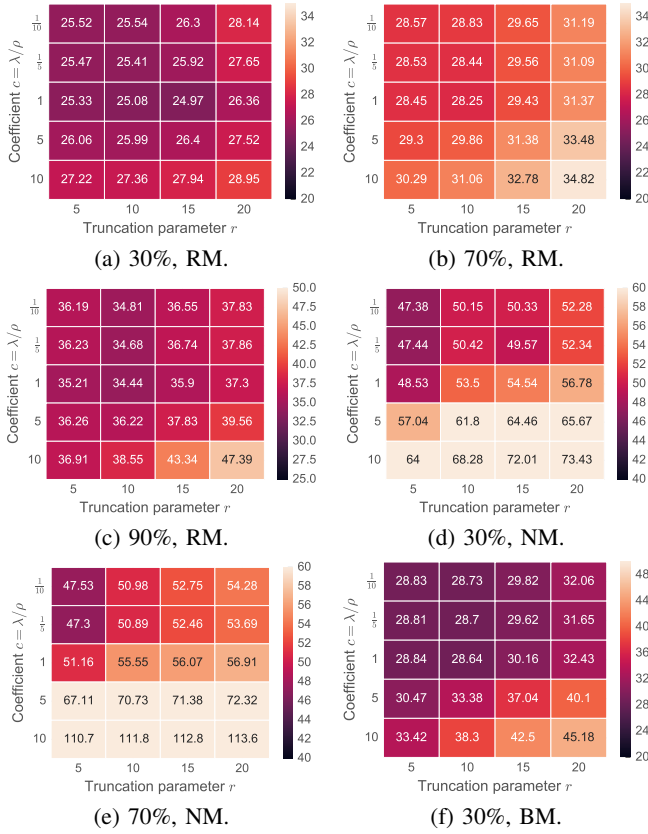 1/10 25.52 25.54 26.3 28.14
1/5 25.47 25.41 25.92 27.65
1 25.33 25.08 24.97 26.36
5 26.06 25.99 26.4 27.52
10 27.22 27.36 27.94 28.95
5 10 15 20
Truncation parameter r
Coefficient c = λ/ρ
34 32 30 28 26 24 22 20
(a) 30%, RM.
1/10 28.57 28.83 29.65 31.19
1/5 28.53 28.44 29.56 31.09
1 28.45 28.25 29.43 31.37
5 29.3 29.86 31.38 33.48
10 30.29 31.06 32.78 34.82
5 10 15 20
Truncation parameter r
Coefficient c = λ/ρ
34 32 30 28 26 24 22 20
(b) 70%, RM.
1/10 36.19 34.81 36.55 37.83
1/5 36.23 34.68 36.74 37.86
1 35.21 34.44 35.9 37.3
5 36.26 36.22 37.83 39.56
10 36.91 38.55 43.34 47.39
5 10 15 20
Truncation parameter r
Coefficient c = λ/ρ
50.0 47.5 45.0 42.5 40.0 37.5 35.0 32.5 30.0 27.5 25.0
(c) 90%, RM.
1/10 47.38 50.15 50.33 52.28
1/5 47.44 50.42 49.57 52.34
1 48.53 53.5 54.54 56.78
5 57.04 61.8 64.46 65.67
10 64 68.28 72.01 73.43
5 10 15 20
Truncation parameter r
Coefficient c = λ/ρ
60 58 56 54 52 50 48 46 44 42 40
(d) 30%, NM.
1/10 47.53 50.98 52.75 54.28
1/5 47.3 50.89 52.46 53.69
1 51.16 55.55 56.07 56.91
5 67.11 70.73 71.38 72.32
10 110.7 111.8 112.8 113.6
5 10 15 20
Truncation parameter r
Coefficient c = λ/ρ
60 58 56 54 52 50 48 46 44 42 40
(e) 70%, NM.
1/10 28.83 28.73 29.82 32.06
1/5 28.81 28.7 29.62 31.65
1 28.84 28.64 30.16 32.43
5 30.47 33.38 37.04 40.1
10 33.42 38.3 42.5 45.18
5 10 15 20
Truncation parameter r
Coefficient c = λ/ρ
48 44 40 36 32 28 24 20
(f) 30%, BM.